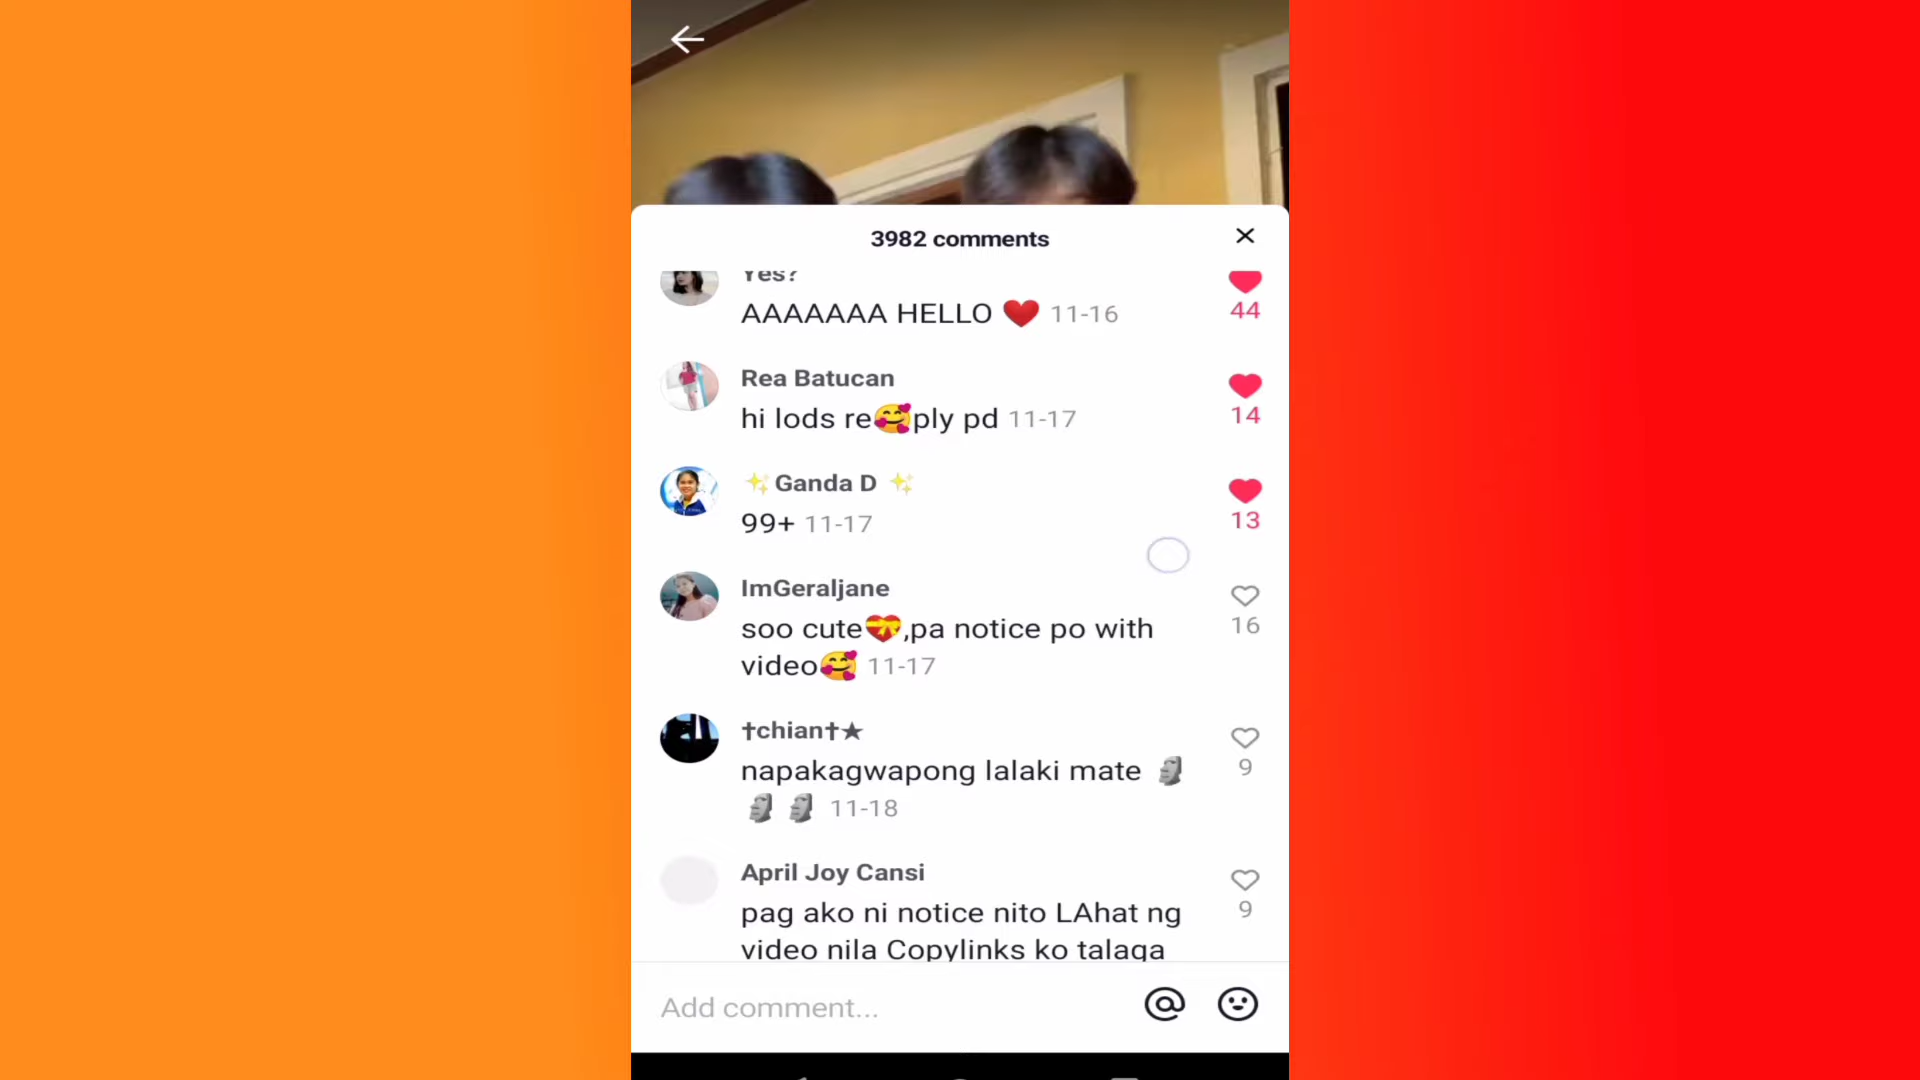 3982 comments
Yes?
AAAAAAA HELLO ❤️ 11-16
44
Rea Batucan
hi lods re🥰ply pd 11-17
14
✨Ganda D ✨
99+ 11-17
13
ImGeraljane
soo cute💝,pa notice po with
video🥰 11-17
16
✝chian✝★
napakagwapong lalaki mate 🗿
🗿 🗿 11-18
9
April Joy Cansi
pag ako ni notice nito LAhat ng
video nila Copylinks ko talaga
9
Add comment...